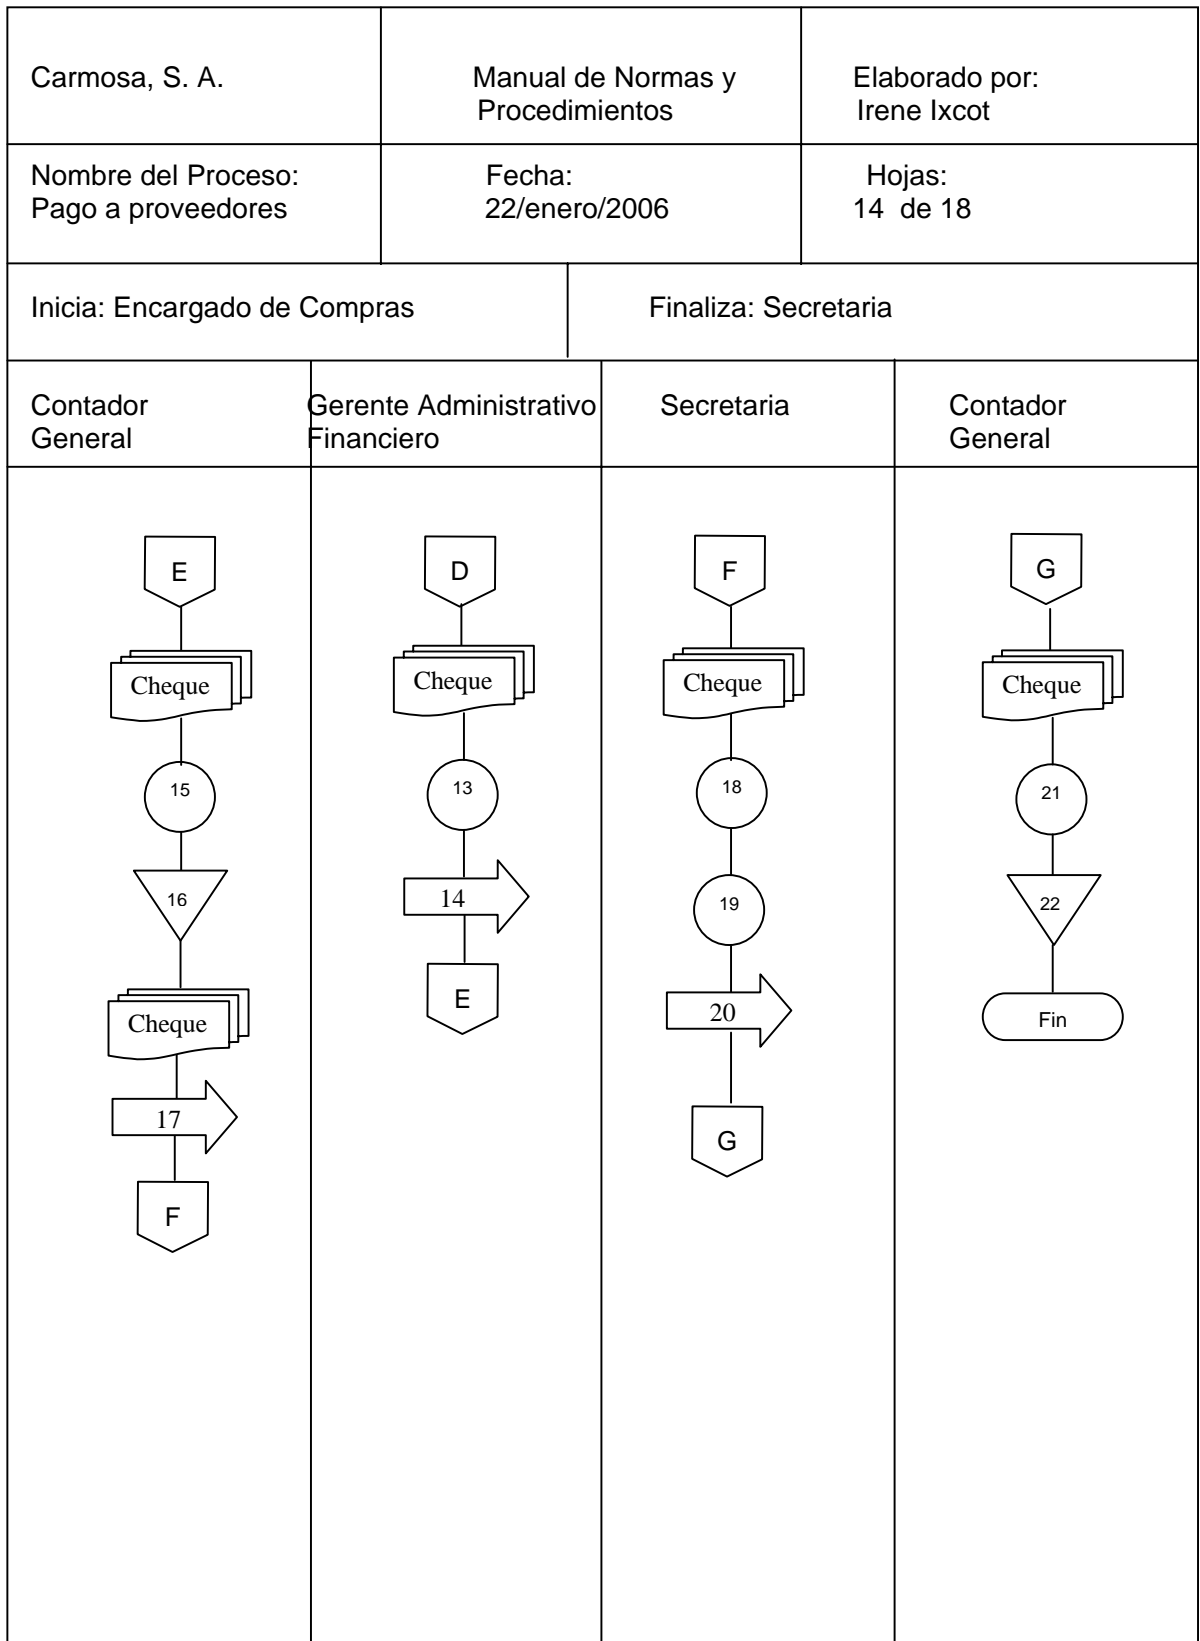 Carmosa, S. A.
Manual de Normas y
Procedimientos
Elaborado por:
Irene Ixcot
Nombre del Proceso:
Pago a proveedores
Fecha:
22/enero/2006
Hojas:
14 de 18
Inicia: Encargado de Compras
Finaliza: Secretaria
Contador
General
Gerente Administrativo
Financiero
Secretaria
Contador
General
E
Cheque
15
16
Cheque
17
F
D
Cheque
13
14
E
F
Cheque
18
19
20
G
G
Cheque
21
22
Fin